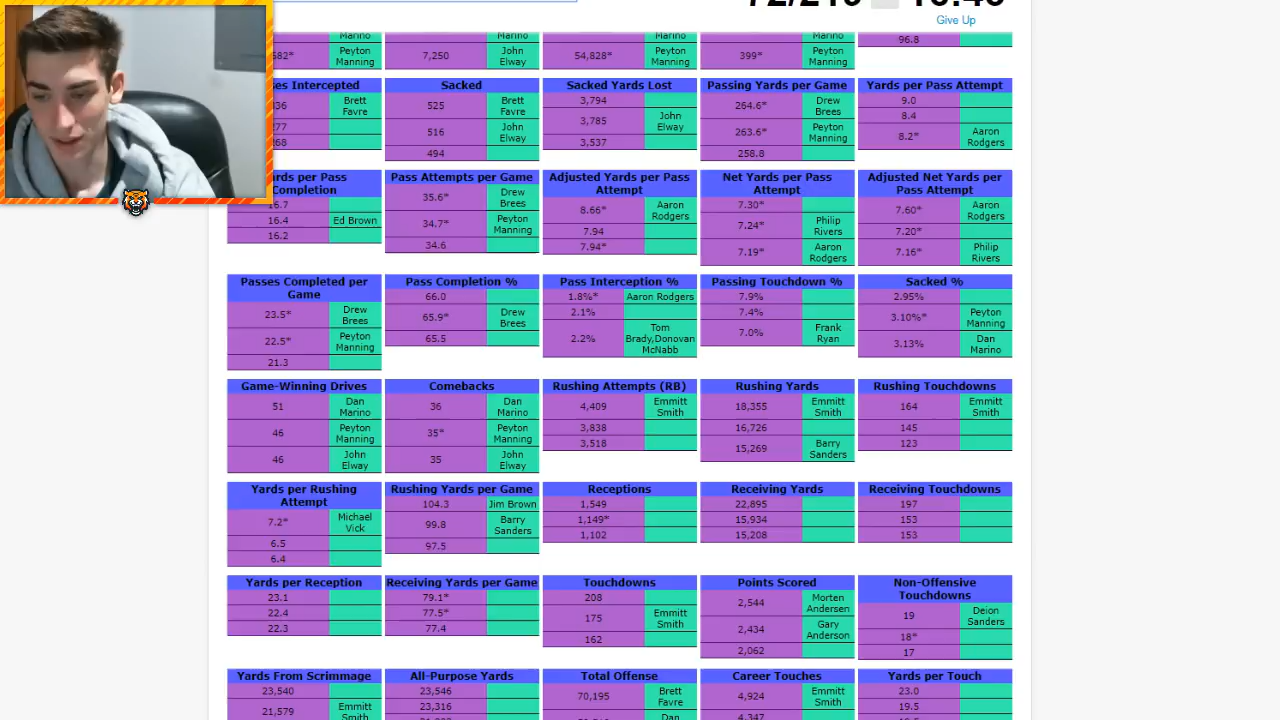 Give Up
Marino Marino Marino Marino 96.8
682* Peyton Manning 7,250 John Elway 54,828* Peyton Manning 399* Peyton Manning
Intercepted Sacked Sacked Yards Lost Passing Yards per Game Yards per Pass Attempt
36 Brett Favre 525 Brett Favre 3,794 264.6* Drew Brees 9.0
277 516 John Elway 3,785 John Elway 263.6* Peyton Manning 8.4
268 494 3,537 258.8 8.2* Aaron Rodgers
per Pass Completion Pass Attempts per Game Adjusted Yards per Pass Attempt Net Yards per Pass Attempt Adjusted Net Yards per Pass Attempt
16.7 35.6* Drew Brees 8.66* Aaron Rodgers 7.30* 7.60* Aaron Rodgers
16.4 Ed Brown 34.7* Peyton Manning 7.94 7.24* Philip Rivers 7.20*
16.2 34.6 7.94* 7.19* Aaron Rodgers 7.16* Philip Rivers
Passes Completed per Game Pass Completion % Pass Interception % Passing Touchdown % Sacked %
23.5* Drew Brees 66.0 1.8%* Aaron Rodgers 7.9% 2.95%
22.5* Peyton Manning 65.9* Drew Brees 2.1% 7.4% 3.10%* Peyton Manning
21.3 65.5 2.2% Tom Brady,Donovan McNabb 7.0% Frank Ryan 3.13% Dan Marino
Game-Winning Drives Comebacks Rushing Attempts (RB) Rushing Yards Rushing Touchdowns
51 Dan Marino 36 Dan Marino 4,409 Emmitt Smith 18,355 Emmitt Smith 164 Emmitt Smith
46 Peyton Manning 35* Peyton Manning 3,838 16,726 145
46 John Elway 35 John Elway 3,518 15,269 Barry Sanders 123
Yards per Rushing Attempt Rushing Yards per Game Receptions Receiving Yards Receiving Touchdowns
7.2* Michael Vick 104.3 Jim Brown 1,549 22,895 197
6.5 99.8 Barry Sanders 1,149* 15,934 153
6.4 97.5 1,102 15,208 153
Yards per Reception Receiving Yards per Game Touchdowns Points Scored Non-Offensive Touchdowns
23.1 79.1* 208 2,544 Morten Andersen 19 Deion Sanders
22.4 77.5* 175 Emmitt Smith 2,434 Gary Anderson 18*
22.3 77.4 162 2,062 17
Yards From Scrimmage All-Purpose Yards Total Offense Career Touches Yards per Touch
23,540 23,546 70,195 Brett Favre 4,924 Emmitt Smith 23.0
21,579 Emmitt Smith 23,316 Dan 4,347 19.5